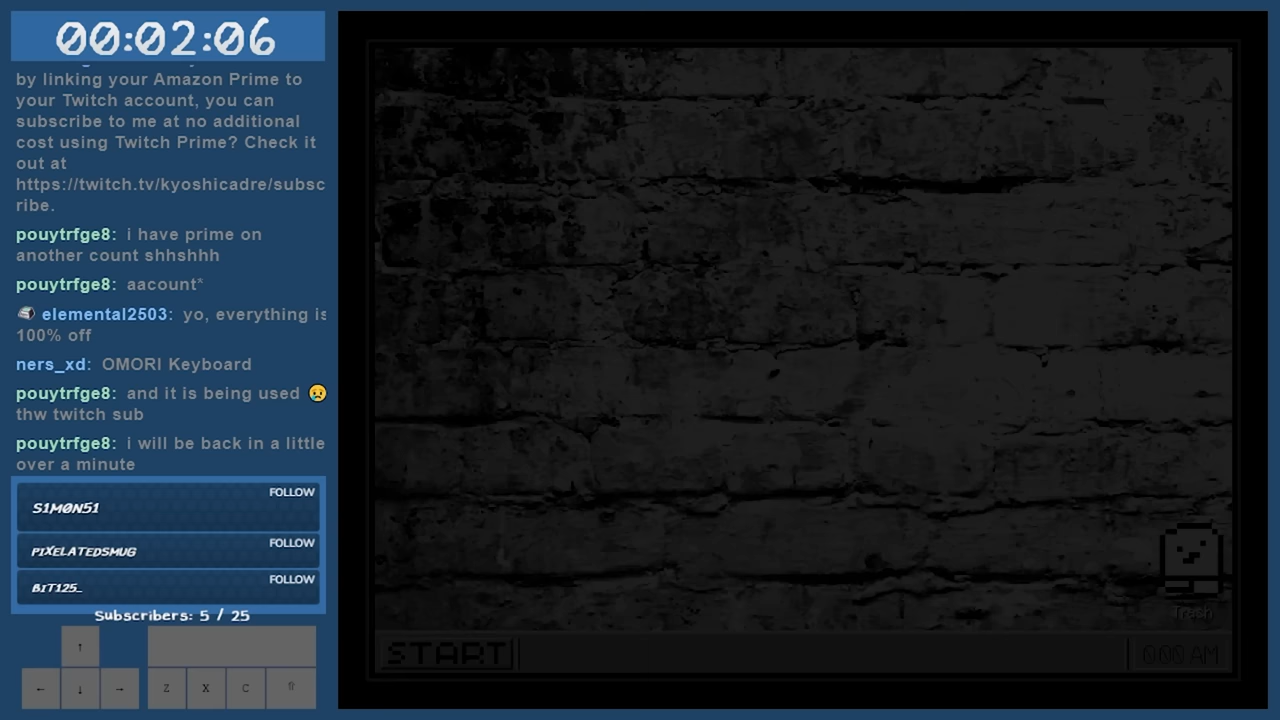 00:02:06
by linking your Amazon Prime to
your Twitch account, you can
subscribe to me at no additional
cost using Twitch Prime? Check it
out at
https://twitch.tv/kyoshicadre/subsc
ribe.
pouytrfge8: i have prime on
another count shhshhh
pouytrfge8: aacount*
elemental2503: yo, everything is
100% off
ners_xd: OMORI Keyboard
pouytrfge8: and it is being used 😢
thw twitch sub
pouytrfge8: i will be back in a little
over a minute
FOLLOW
S1M0N51
FOLLOW
PIXELATEDSMUG
FOLLOW
BIT125_
Subscribers: 5 / 25
↑
← ↓ → Z X C ⇧
Trash
START
0:00 AM